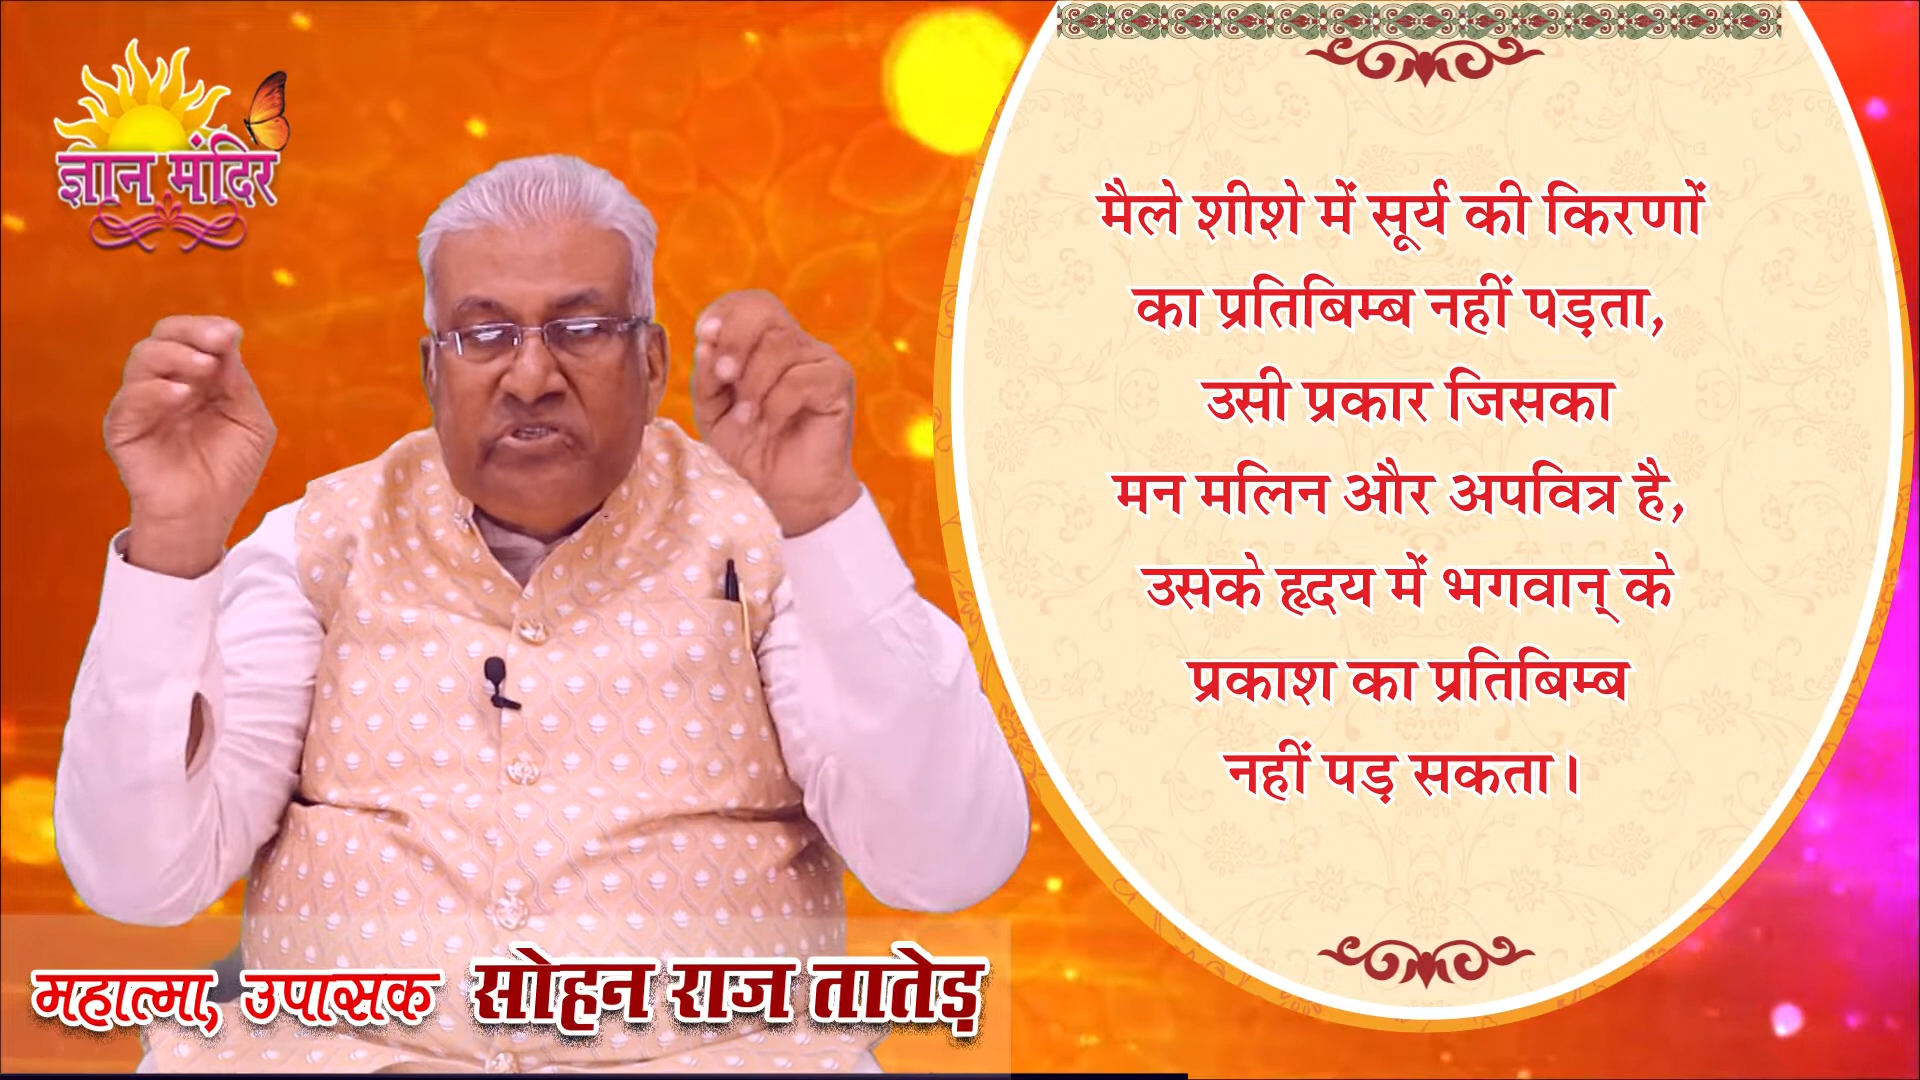 ज्ञान मंदिर
मैले शीशे में सूर्य की किरणों
का प्रतिबिम्ब नहीं पड़ता,
उसी प्रकार जिसका
मन मलिन और अपवित्र है,
उसके हृदय में भगवान् के
प्रकाश का प्रतिबिम्ब
नहीं पड़ सकता।
महात्मा, उपासक सोहन राज तातेड़